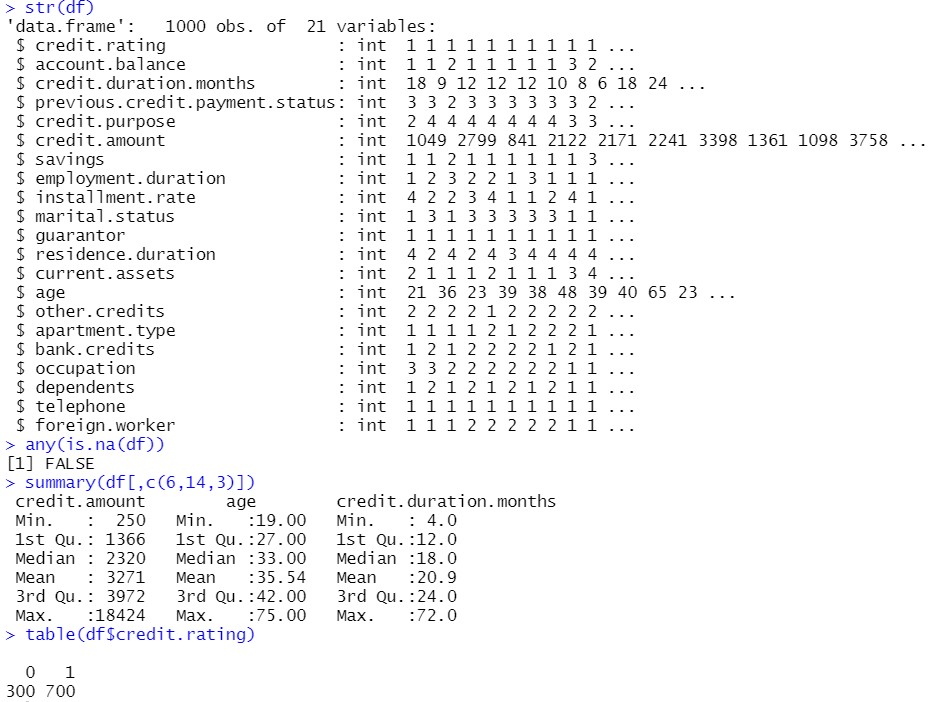 > str(df)
'data.frame':   1000 obs. of  21 variables:
 $ credit.rating                 : int  1 1 1 1 1 1 1 1 1 1 ...
 $ account.balance               : int  1 1 2 1 1 1 1 1 3 2 ...
 $ credit.duration.months        : int  18 9 12 12 12 10 8 6 18 24 ...
 $ previous.credit.payment.status: int  3 3 2 3 3 3 3 3 3 2 ...
 $ credit.purpose                : int  2 4 4 4 4 4 4 4 3 3 ...
 $ credit.amount                 : int  1049 2799 841 2122 2171 2241 3398 1361 1098 3758 ...
 $ savings                       : int  1 1 2 1 1 1 1 1 1 3 ...
 $ employment.duration           : int  1 2 3 2 2 1 3 1 1 1 ...
 $ installment.rate              : int  4 2 2 3 4 1 1 2 4 1 ...
 $ marital.status                : int  1 3 1 3 3 3 3 3 1 1 ...
 $ guarantor                     : int  1 1 1 1 1 1 1 1 1 1 ...
 $ residence.duration            : int  4 2 4 2 4 3 4 4 4 4 ...
 $ current.assets                : int  2 1 1 1 2 1 1 1 3 4 ...
 $ age                           : int  21 36 23 39 38 48 39 40 65 23 ...
 $ other.credits                 : int  2 2 2 2 1 2 2 2 2 2 ...
 $ apartment.type                : int  1 1 1 1 2 1 2 2 2 1 ...
 $ bank.credits                  : int  1 2 1 2 2 2 2 1 2 1 ...
 $ occupation                    : int  3 3 2 2 2 2 2 2 1 1 ...
 $ dependents                    : int  1 2 1 2 1 2 1 2 1 1 ...
 $ telephone                     : int  1 1 1 1 1 1 1 1 1 1 ...
 $ foreign.worker                : int  1 1 1 2 2 2 2 2 1 1 ...
> any(is.na(df))
[1] FALSE
> summary(df[,c(6,14,3)])
 credit.amount        age        credit.duration.months
 Min.   :  250   Min.   :19.00   Min.   : 4.0
 1st Qu.: 1366   1st Qu.:27.00   1st Qu.:12.0
 Median : 2320   Median :33.00   Median :18.0
 Mean   : 3271   Mean   :35.54   Mean   :20.9
 3rd Qu.: 3972   3rd Qu.:42.00   3rd Qu.:24.0
 Max.   :18424   Max.   :75.00   Max.   :72.0
> table(df$credit.rating)
  0   1
300 700